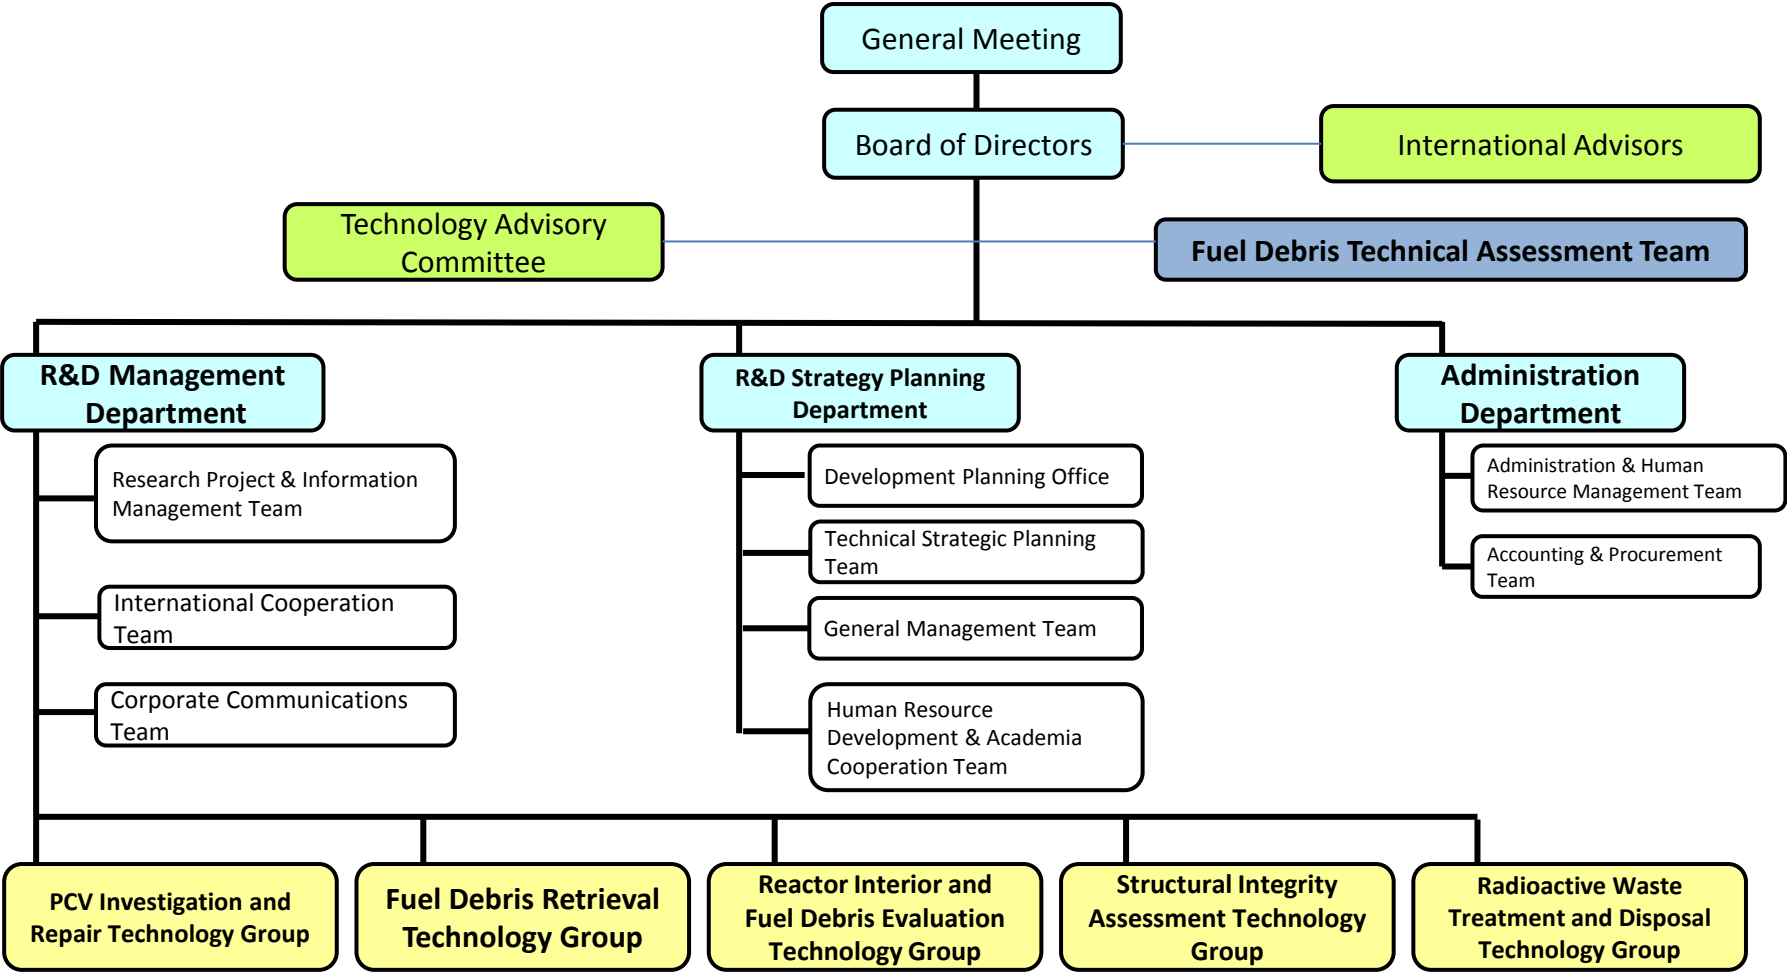 General Meeting
Board of Directors
International Advisors
Technology Advisory
Committee
Fuel Debris Technical Assessment Team
R&D Management
Department
R&D Strategy Planning
Department
Administration
Department
Research Project & Information
Management Team
International Cooperation
Team
Corporate Communications
Team
Development Planning Office
Technical Strategic Planning
Team
General Management Team
Human Resource
Development & Academia
Cooperation Team
Administration & Human
Resource Management Team
Accounting & Procurement
Team
PCV Investigation and
Repair Technology Group
Fuel Debris Retrieval
Technology Group
Reactor Interior and
Fuel Debris Evaluation
Technology Group
Structural Integrity
Assessment Technology
Group
Radioactive Waste
Treatment and Disposal
Technology Group